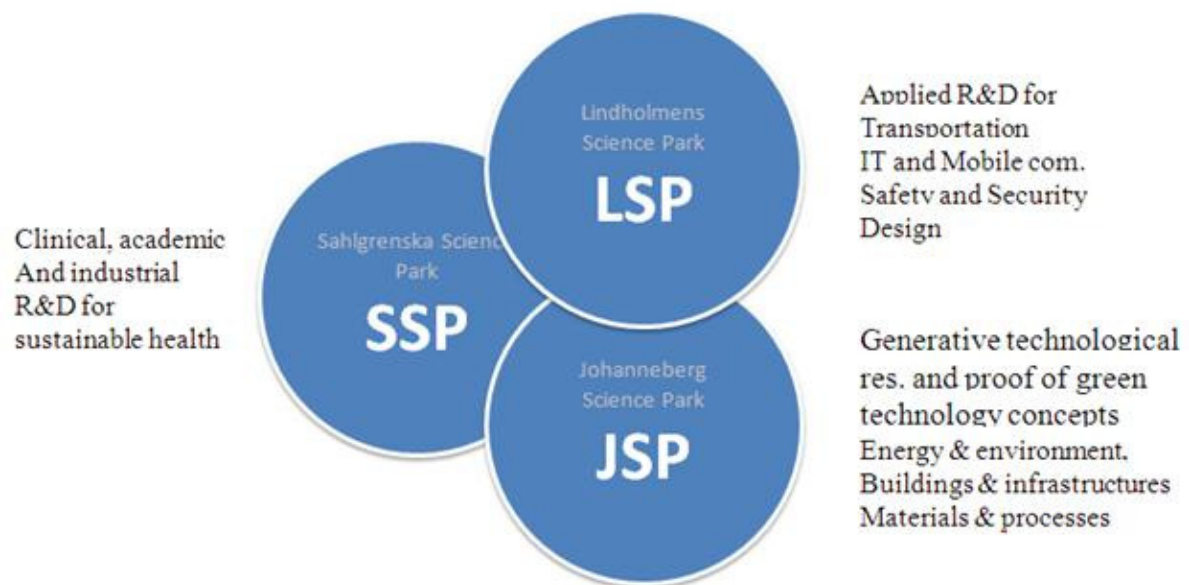 Lindholmens
Science Park
LSP
Applied R&D for
Transportation
IT and Mobile com.
Safety and Security
Design
Clinical, academic
And industrial
R&D for
sustainable health
Sahlgrenska Scienc
Park
SSP
Johanneberg
Science Park
JSP
Generative technological
res. and proof of green
technology concepts
Energy & environment.
Buildings & infrastructures
Materials & processes